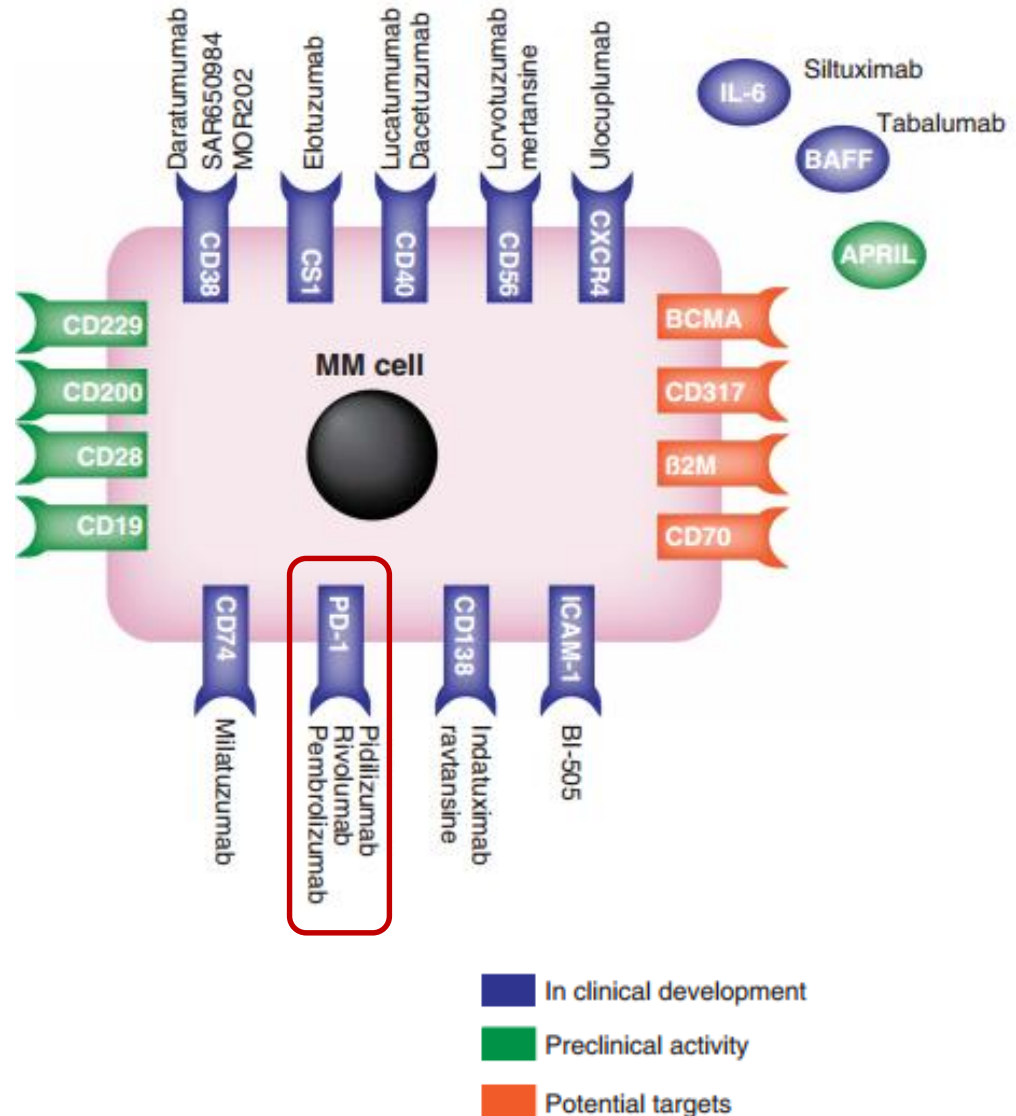 Daratumumab
SAR650984
MOR202
Elotuzumab
Lucatumumab
Dacetuzumab
Lorvotuzumab
mertansine
Ulocuplumab
IL-6
Siltuximab
Tabalumab
BAFF
APRIL
CD38
CS1
CD40
CD56
CXCR4
CD229
CD200
CD28
CD19
MM cell
BCMA
CD317
ß2M
CD70
CD74
PD-1
CD138
ICAM-1
Milatuzumab
Pidilizumab
Rivolumab
Pembrolizumab
Indatuximab
ravtansine
BI-505
In clinical development
Preclinical activity
Potential targets